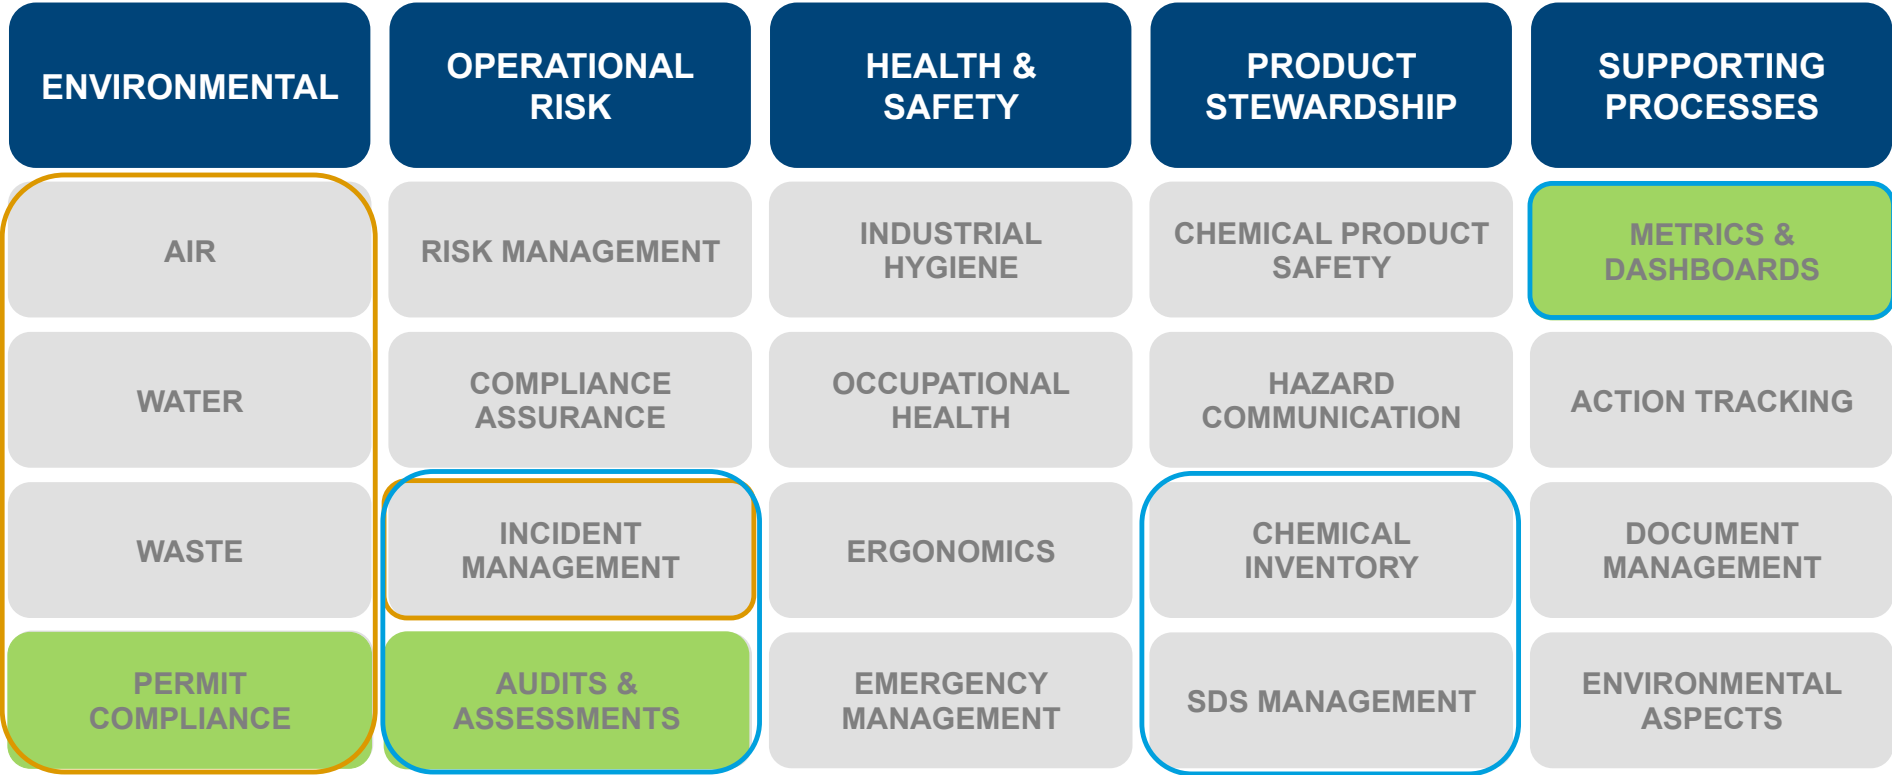 ENVIRONMENTAL
OPERATIONAL
RISK
HEALTH &
SAFETY
PRODUCT
STEWARDSHIP
SUPPORTING
PROCESSES
AIR
RISK MANAGEMENT
INDUSTRIAL
HYGIENE
CHEMICAL PRODUCT
SAFETY
METRICS &
DASHBOARDS
WATER
COMPLIANCE
ASSURANCE
OCCUPATIONAL
HEALTH
HAZARD
COMMUNICATION
ACTION TRACKING
WASTE
INCIDENT
MANAGEMENT
ERGONOMICS
CHEMICAL
INVENTORY
DOCUMENT
MANAGEMENT
PERMIT
COMPLIANCE
AUDITS &
ASSESSMENTS
EMERGENCY
MANAGEMENT
SDS MANAGEMENT
ENVIRONMENTAL
ASPECTS